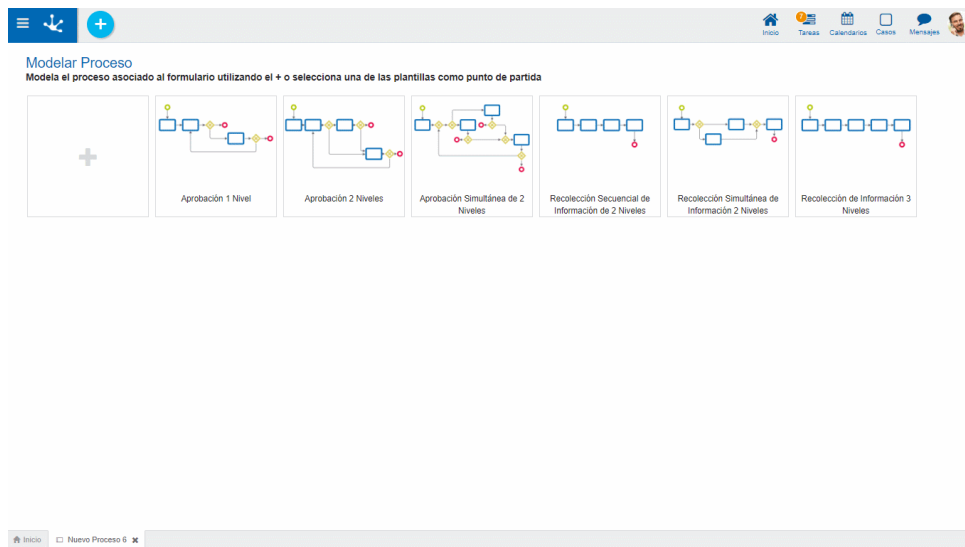 7
Inicio
Tareas
Calendarios
Casos
Mensajes
Modelar Proceso
Modela el proceso asociado al formulario utilizando el + o selecciona una de las plantillas como punto de partida
Aprobación 1 Nivel
Aprobación 2 Niveles
Aprobación Simultánea de 2
Niveles
Recolección Secuencial de
Información de 2 Niveles
Recolección Simultánea de
Información 2 Niveles
Recolección de Información 3
Niveles
Inicio
Nuevo Proceso 6